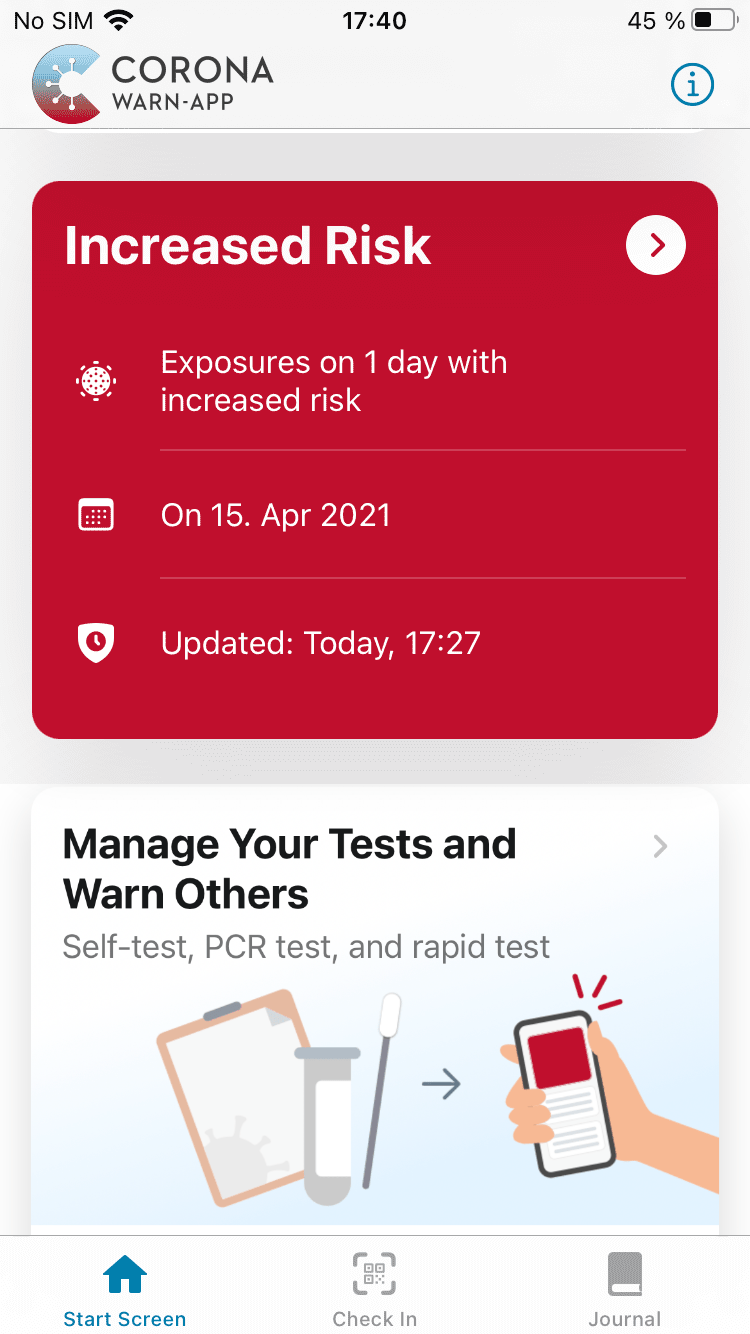 No SIM 17:40 45 %
CORONA
WARN-APP
Increased Risk
Exposures on 1 day with
increased risk
On 15. Apr 2021
Updated: Today, 17:27
Manage Your Tests and
Warn Others
Self-test, PCR test, and rapid test
Start Screen Check In Journal